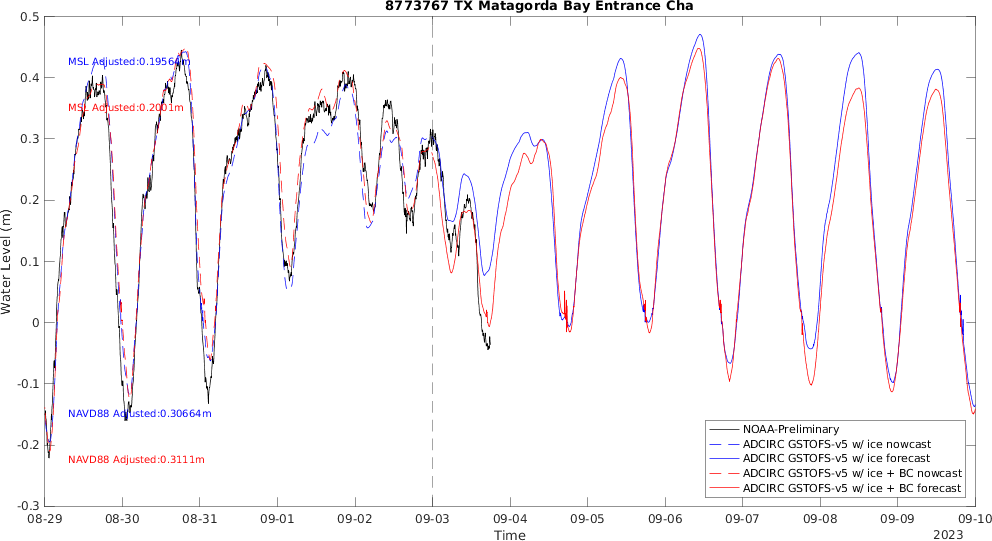 8773767 TX Matagorda Bay Entrance Cha
0.5
0.4
0.3
0.2
0.1
0
-0.1
-0.2
-0.3
Water Level (m)
MSL Adjusted:0.19564m
MSL Adjusted:0.2001m
NAVD88 Adjusted:0.30664m
NAVD88 Adjusted:0.3111m
NOAA-Preliminary
ADCIRC GSTOFS-v5 w/ ice nowcast
ADCIRC GSTOFS-v5 w/ ice forecast
ADCIRC GSTOFS-v5 w/ ice + BC nowcast
ADCIRC GSTOFS-v5 w/ ice + BC forecast
08-29 08-30 08-31 09-01 09-02 09-03 09-04 09-05 09-06 09-07 09-08 09-09 09-10
Time
2023